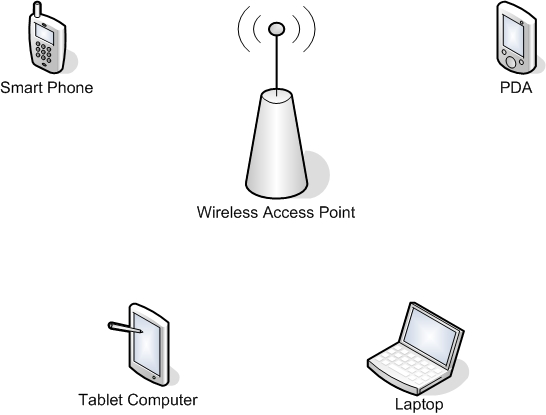 Smart Phone
PDA
Wireless Access Point
Tablet Computer
Laptop